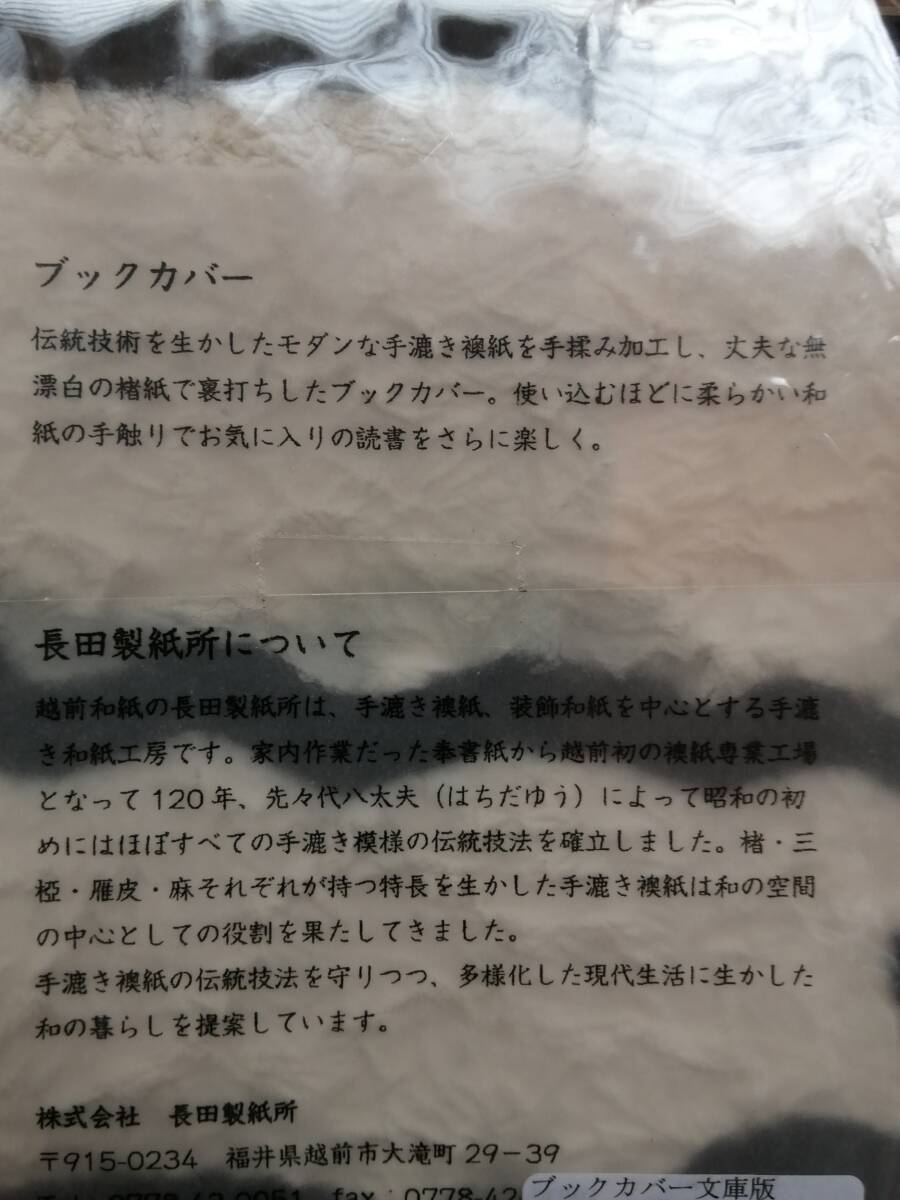 ブックカバー
伝統技術を生かしたモダンな手漉き襖紙を手揉み加工し、丈夫な無
漂白の楮紙で裏打ちしたブックカバー。使い込むほどに柔らかい和
紙の手触りでお気に入りの読書をさらに楽しく。
長田製紙所について
越前和紙の長田製紙所は、手漉き襖紙、装飾和紙を中心とする手漉
き和紙工房です。家内作業だった奉書紙から越前初の襖紙専業工場
となって120年、先々代八太夫（はちだゆう）によって昭和の初
めにはほぼすべての手漉き模様の伝統技法を確立しました。楮・三
椏・雁皮・麻それぞれが持つ特長を生かした手漉き襖紙は和の空間
の中心としての役割を果たしてきました。
手漉き襖紙の伝統技法を守りつつ、多様化した現代生活に生かした
和の暮らしを提案しています。
株式会社　長田製紙所
〒915-0234　福井県越前市大滝町 29-39
fax : 0778-42
ブックカバー文庫版